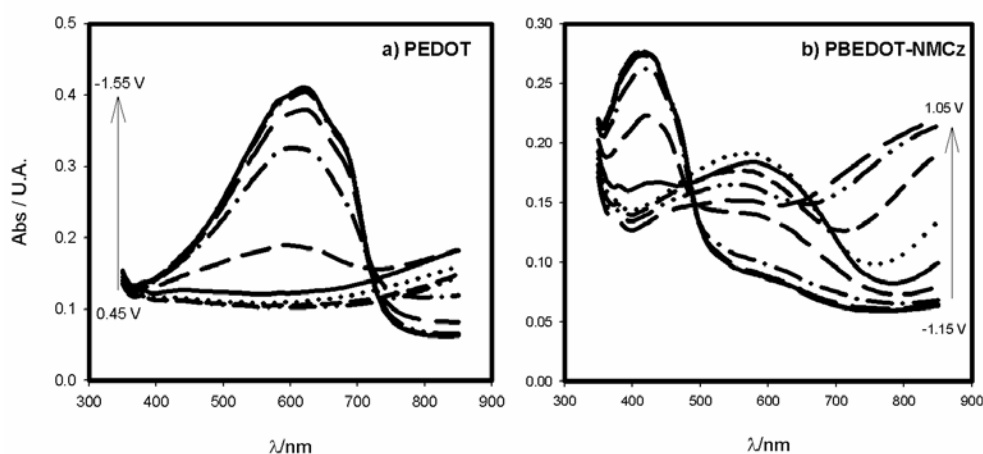 a) PEDOT
Abs / U.A.
0.5
0.4
0.3
0.2
0.1
0.0
-1.55 V
0.45 V
300 400 500 600 700 800 900
λ/nm
b) PBEDOT-NMCz
0.30
0.25
0.20
0.15
0.10
0.05
0.00
1.05 V
-1.15 V
300 400 500 600 700 800 900
λ/nm